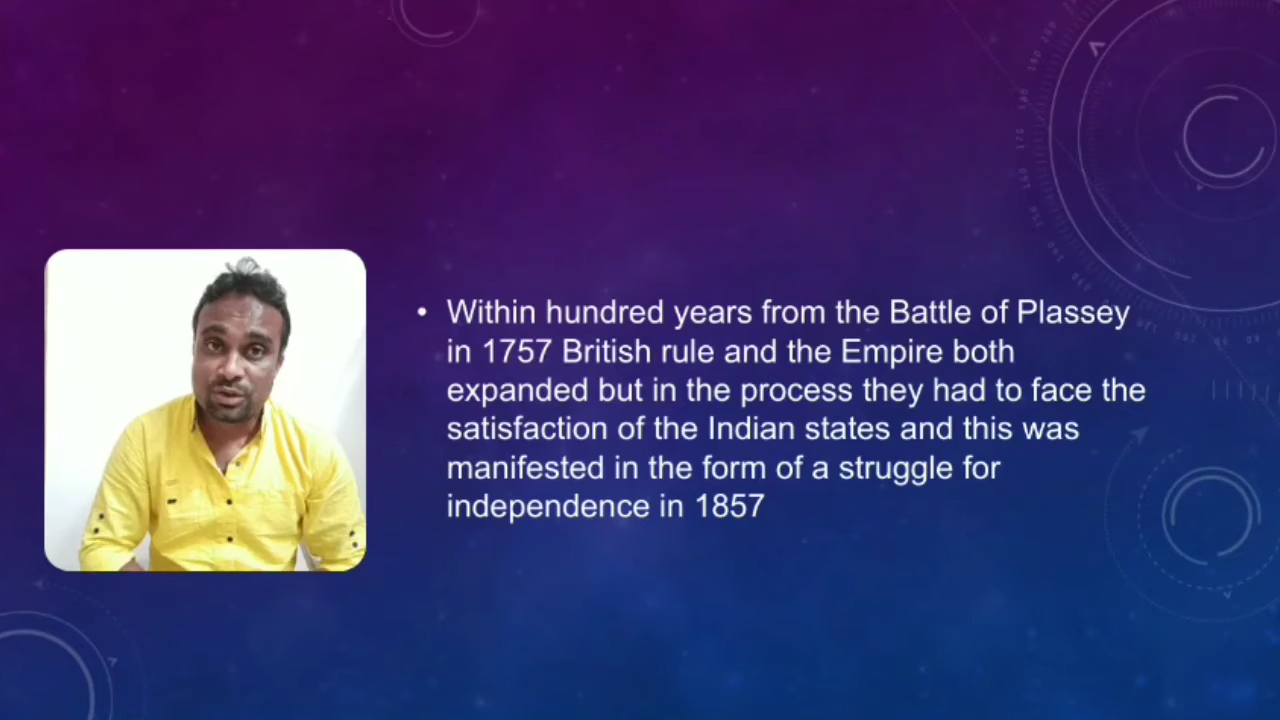 • Within hundred years from the Battle of Plassey
in 1757 British rule and the Empire both
expanded but in the process they had to face the
satisfaction of the Indian states and this was
manifested in the form of a struggle for
independence in 1857